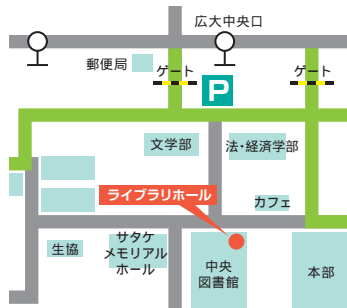 広大中央口
郵便局
ゲート
ゲート
P
文学部
法・経済学部
ライブラリホール
カフェ
生協
サタケ
メモリアル
ホール
中央
図書館
本部